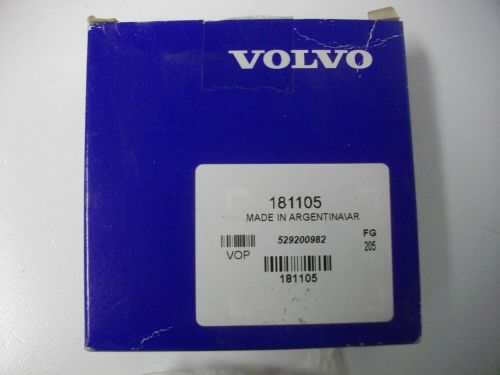 VOLVO
181105
MADE IN ARGENTINA\AR
529200982
FG
205
VOP
181105